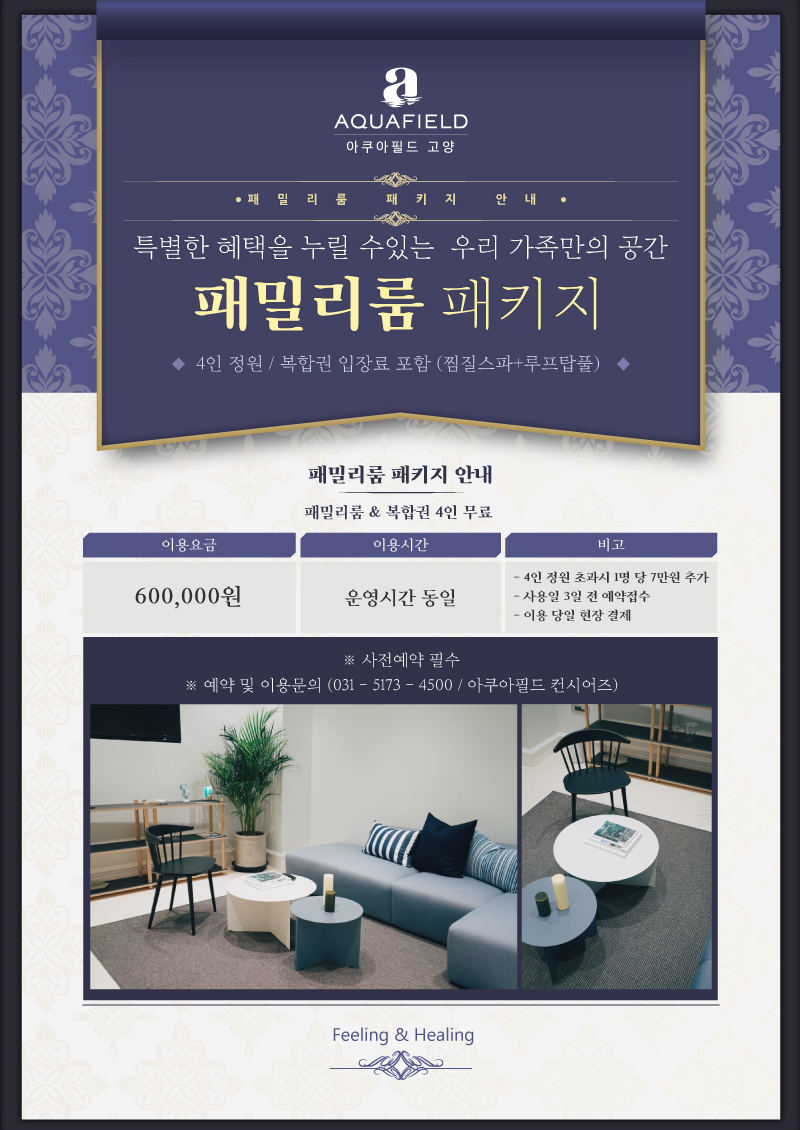 a
AQUAFIELD
아쿠아필드 고양
•패밀리룸 패키지 안내•
특별한 혜택을 누릴 수있는 우리 가족만의 공간
패밀리룸 패키지
◆ 4인 정원 / 복합권 입장료 포함 (찜질스파+루프탑풀) ◆
패밀리룸 패키지 안내
패밀리룸 & 복합권 4인 무료
이용요금 이용시간 비고
600,000원 운영시간 동일
- 4인 정원 초과시 1명 당 7만원 추가
- 사용일 3일 전 예약접수
- 이용 당일 현장 결제
※ 사전예약 필수
※ 예약 및 이용문의 (031 - 5173 - 4500 / 아쿠아필드 컨시어즈)
Feeling & Healing